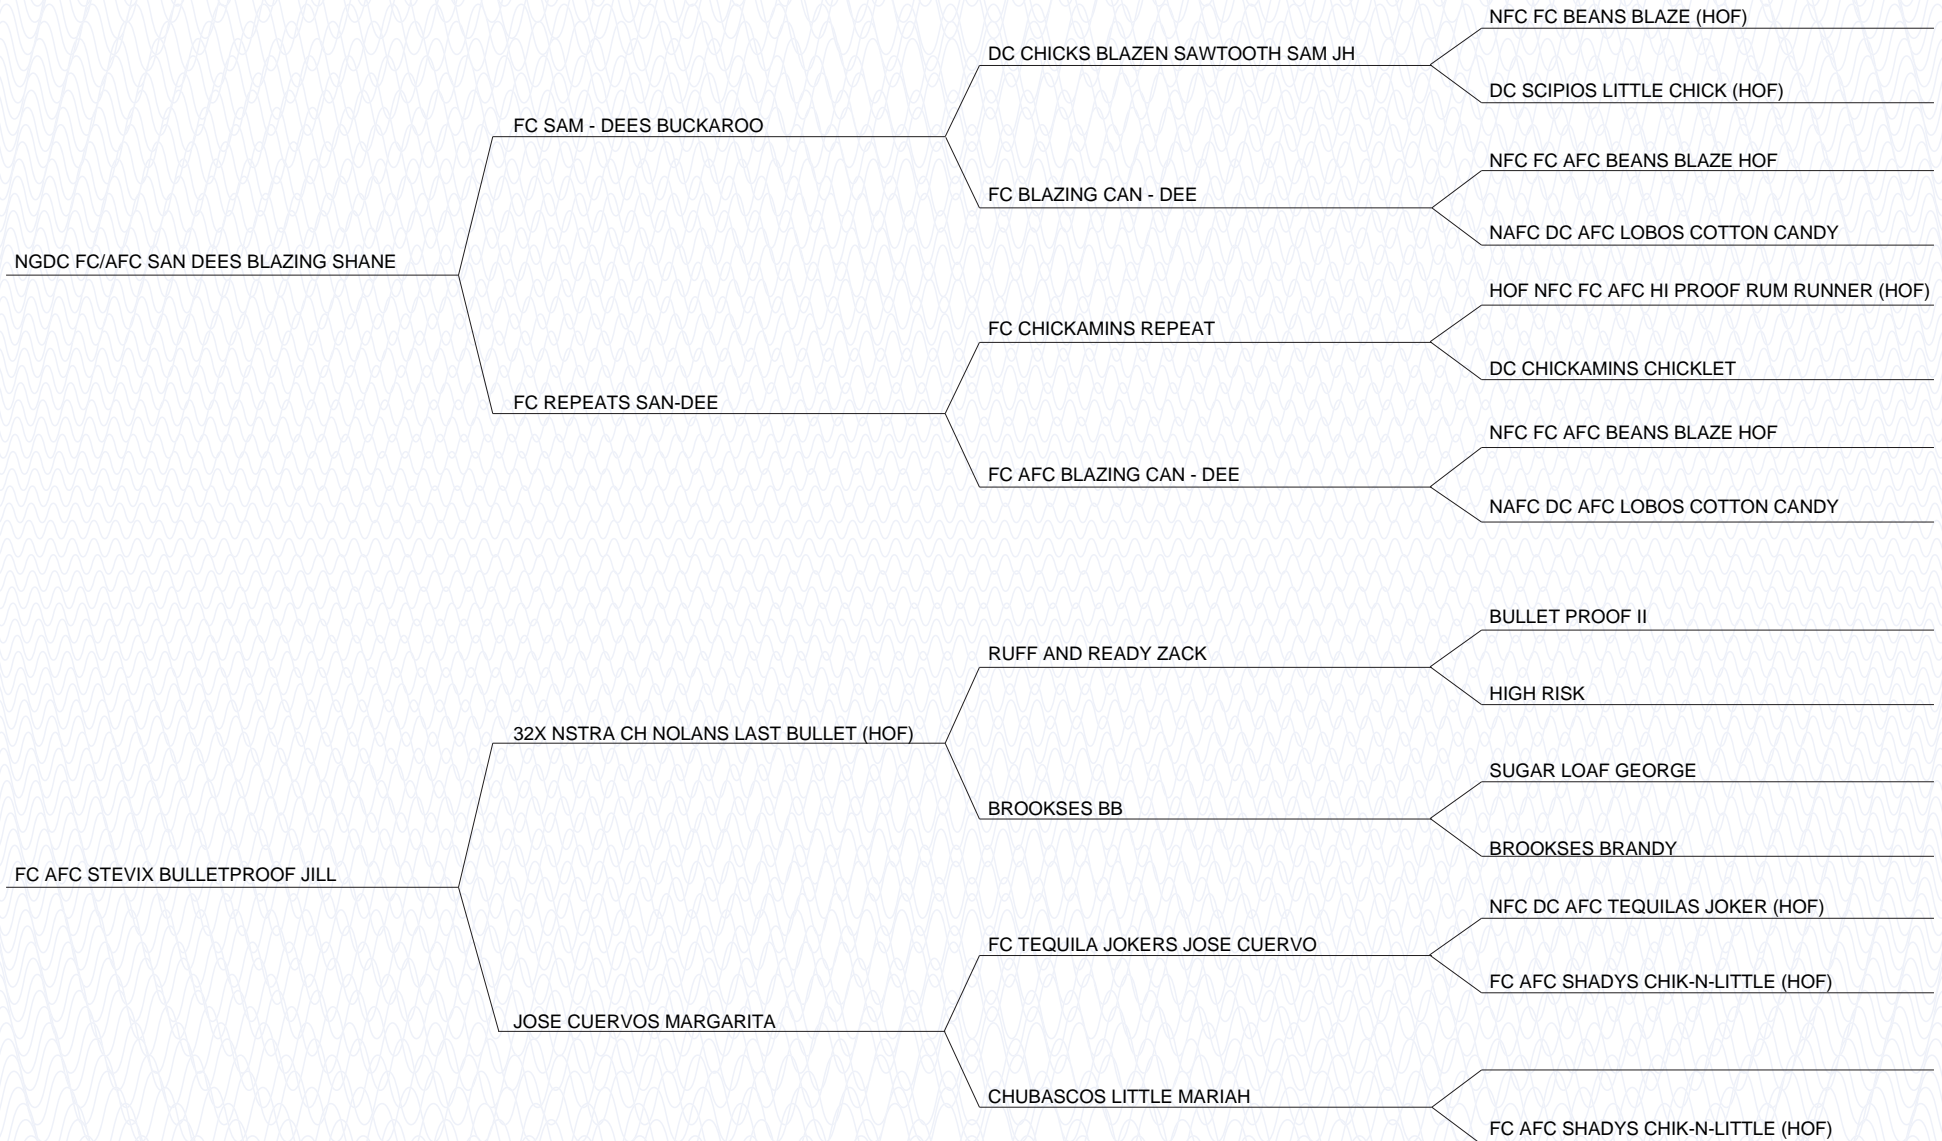 NFC FC BEANS BLAZE (HOF)
DC CHICKS BLAZEN SAWTOOTH SAM JH
DC SCIPIOS LITTLE CHICK (HOF)
FC SAM - DEES BUCKAROO
NFC FC AFC BEANS BLAZE HOF
FC BLAZING CAN - DEE
NAFC DC AFC LOBOS COTTON CANDY
NGDC FC/AFC SAN DEES BLAZING SHANE
HOF NFC FC AFC HI PROOF RUM RUNNER (HOF)
FC CHICKAMINS REPEAT
DC CHICKAMINS CHICKLET
FC REPEATS SAN-DEE
NFC FC AFC BEANS BLAZE HOF
FC AFC BLAZING CAN - DEE
NAFC DC AFC LOBOS COTTON CANDY
BULLET PROOF II
RUFF AND READY ZACK
HIGH RISK
32X NSTRA CH NOLANS LAST BULLET (HOF)
SUGAR LOAF GEORGE
BROOKSES BB
BROOKSES BRANDY
FC AFC STEVIX BULLETPROOF JILL
NFC DC AFC TEQUILAS JOKER (HOF)
FC TEQUILA JOKERS JOSE CUERVO
FC AFC SHADYS CHIK-N-LITTLE (HOF)
JOSE CUERVOS MARGARITA
CHUBASCOS LITTLE MARIAH
FC AFC SHADYS CHIK-N-LITTLE (HOF)